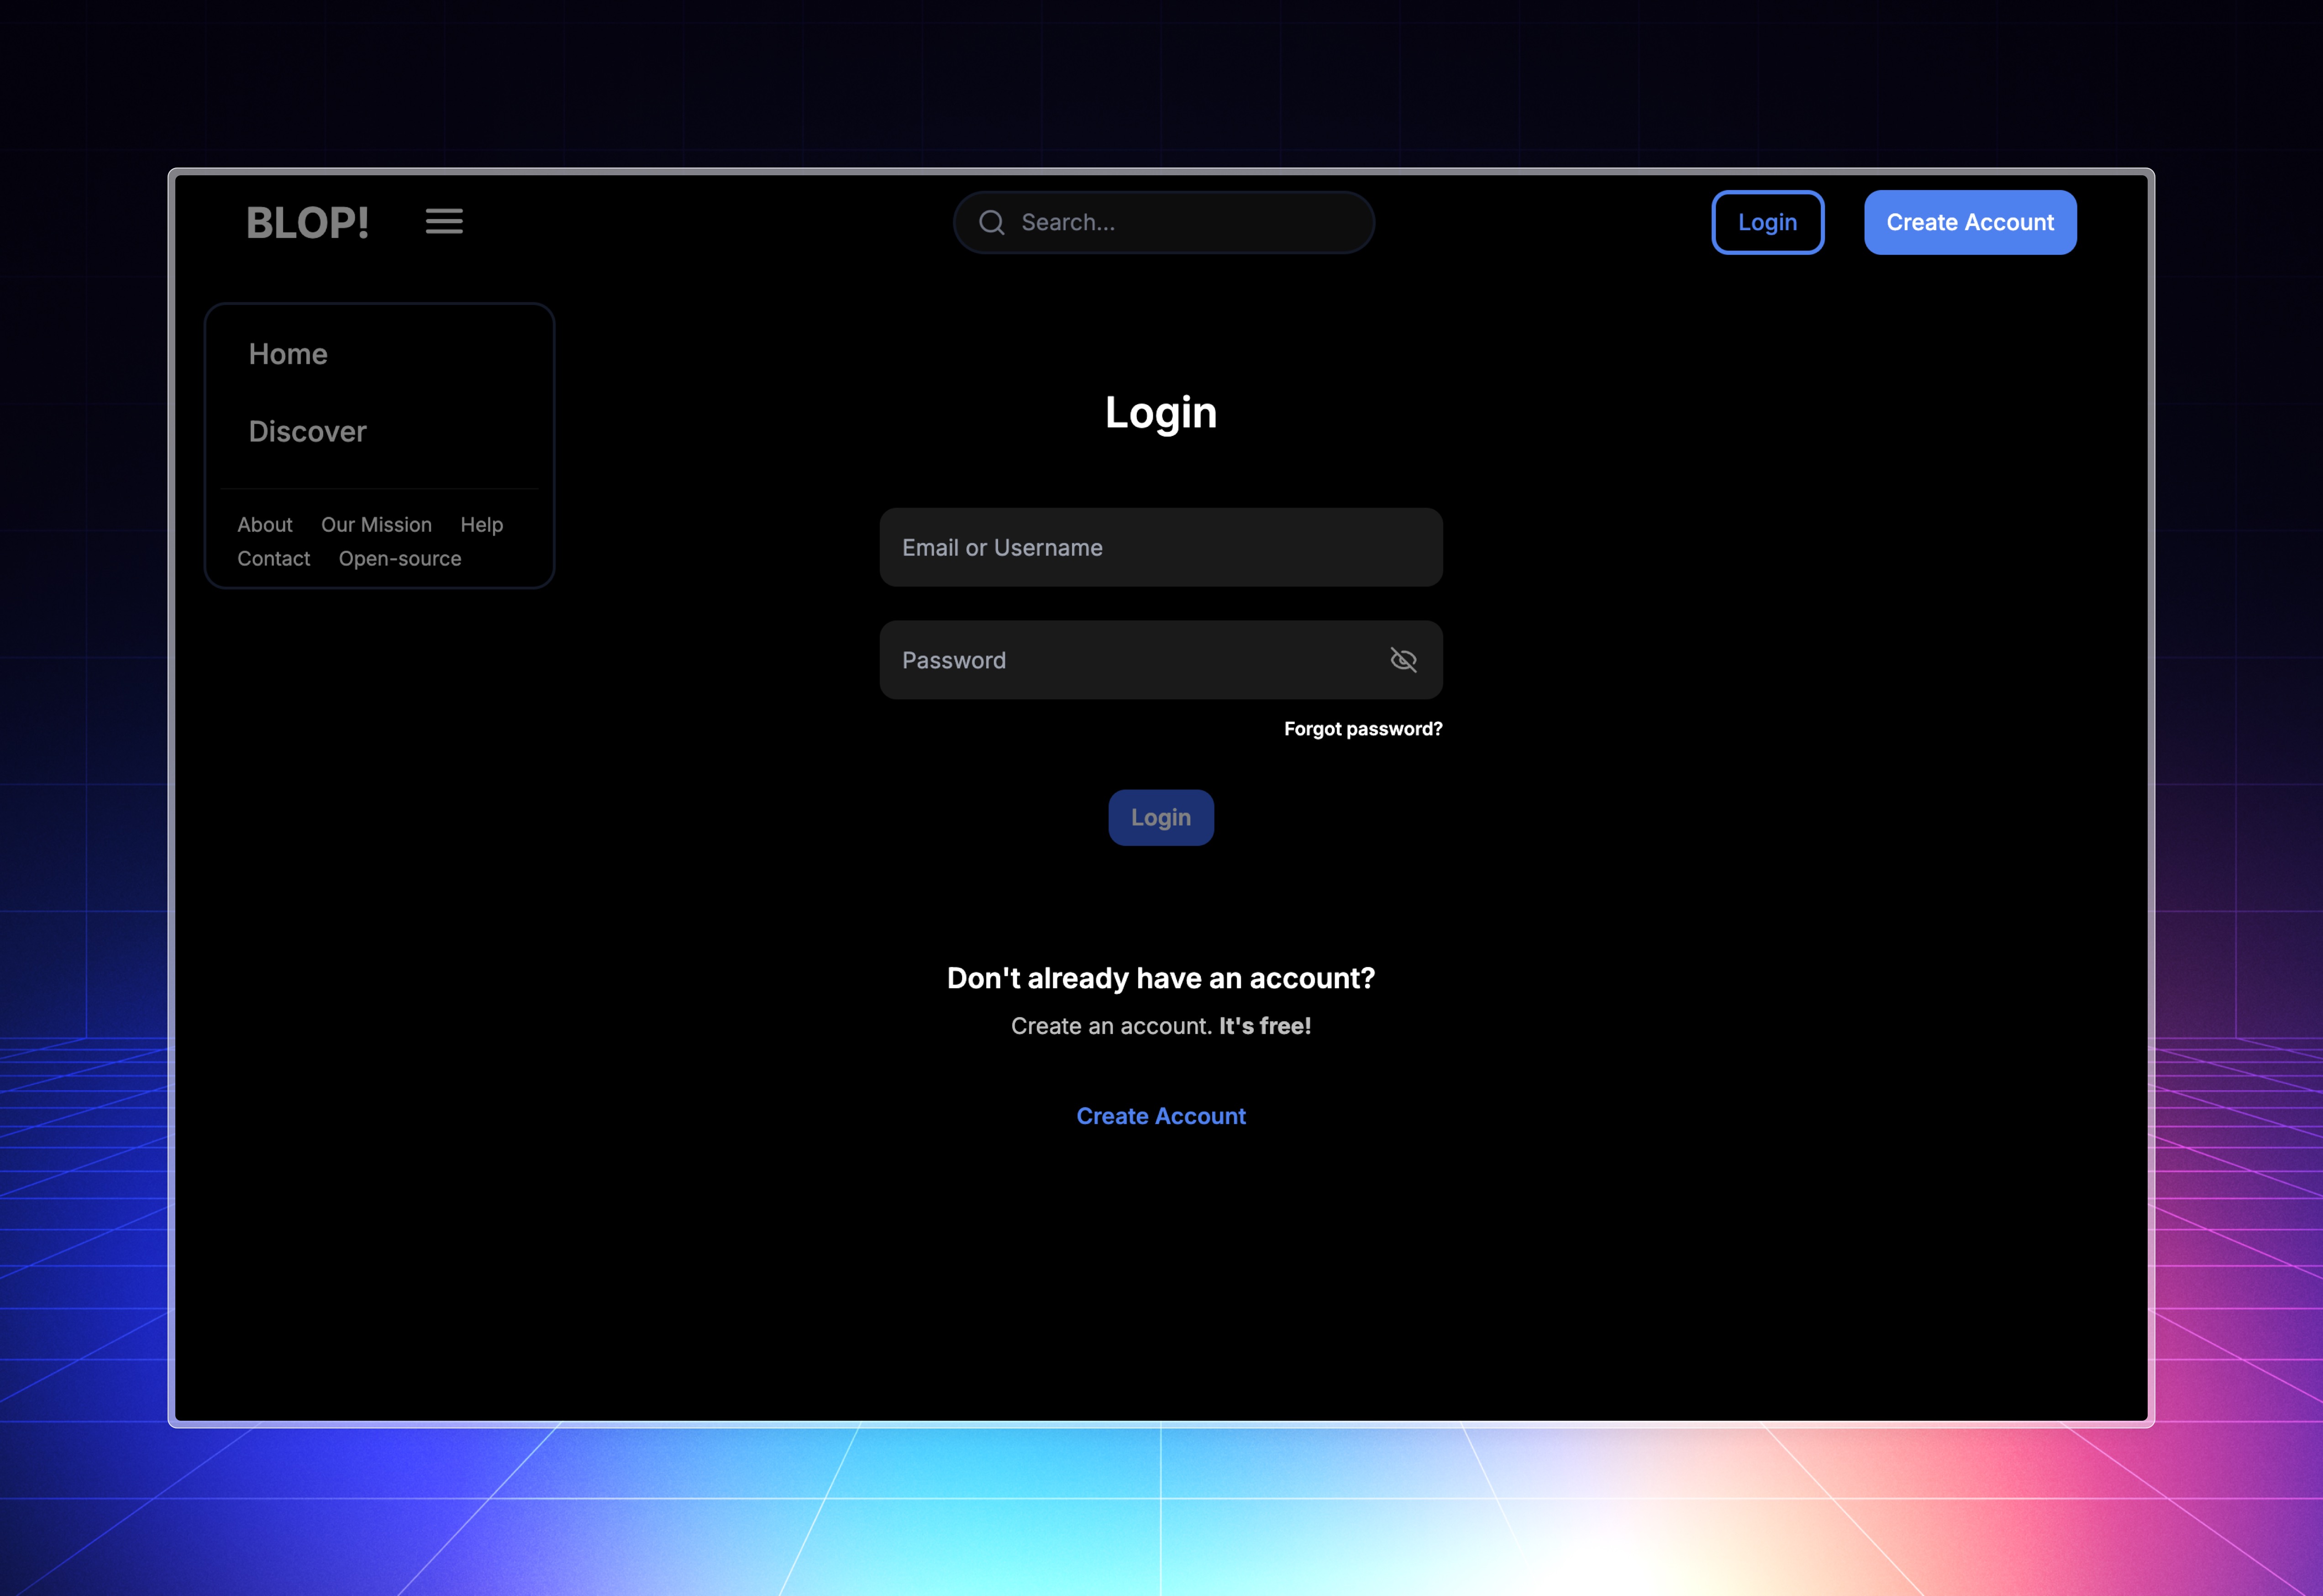 BLOP!
Search...
Login
Create Account
Home
Discover
About Our Mission Help
Contact Open-source
Login
Email or Username
Password
Forgot password?
Login
Don't already have an account?
Create an account. It's free!
Create Account